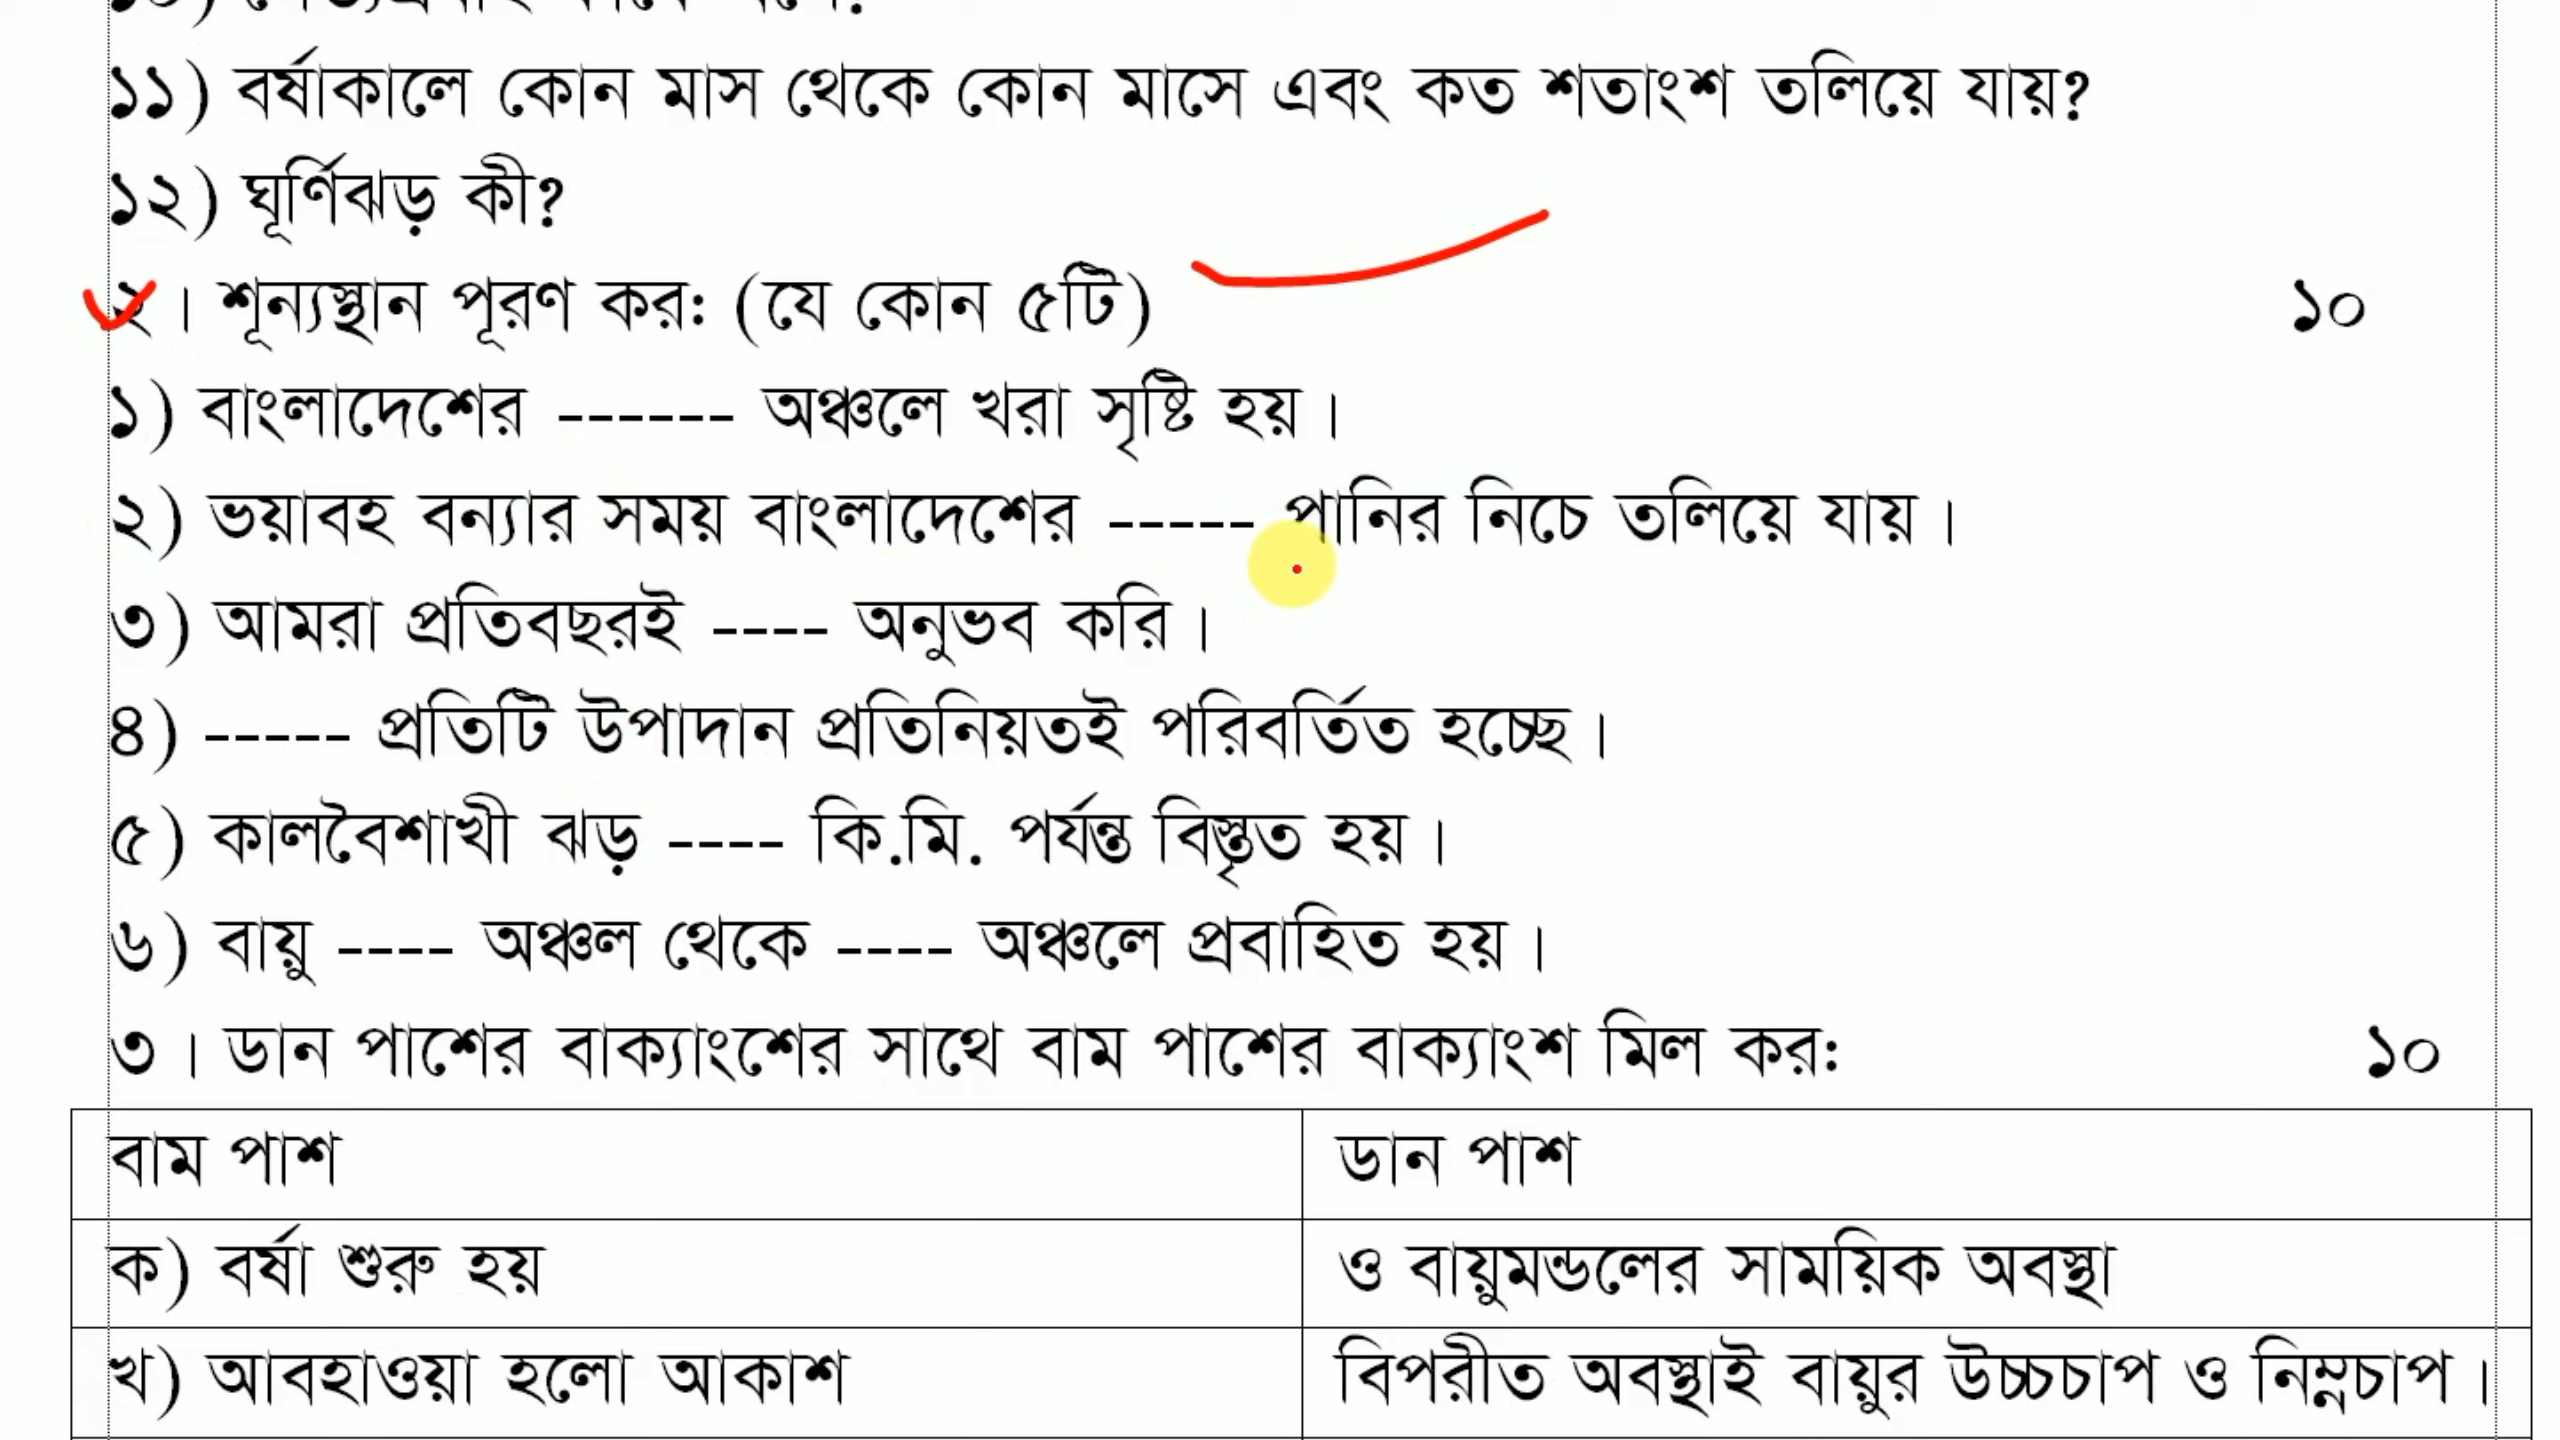 ১১) বর্ষাকালে কোন মাস থেকে কোন মাসে এবং কত শতাংশ তলিয়ে যায়?
১২) ঘূর্ণিঝড় কী?
২। শূন্যস্থান পূরণ কর: (যে কোন ৫টি) ১০
১) বাংলাদেশের ------ অঞ্চলে খরা সৃষ্টি হয়।
২) ভয়াবহ বন্যার সময় বাংলাদেশের ----- পানির নিচে তলিয়ে যায়।
৩) আমরা প্রতিবছরই ---- অনুভব করি।
৪) ----- প্রতিটি উপাদান প্রতিনিয়তই পরিবর্তিত হচ্ছে।
৫) কালবৈশাখী ঝড় ---- কি.মি. পর্যন্ত বিস্তৃত হয়।
৬) বায়ু ---- অঞ্চল থেকে ---- অঞ্চলে প্রবাহিত হয়।
৩। ডান পাশের বাক্যাংশের সাথে বাম পাশের বাক্যাংশ মিল কর: ১০
বাম পাশ ডান পাশ
ক) বর্ষা শুরু হয় ও বায়ুমন্ডলের সাময়িক অবস্থা
খ) আবহাওয়া হলো আকাশ বিপরীত অবস্থাই বায়ুর উচ্চচাপ ও নিম্নচাপ।